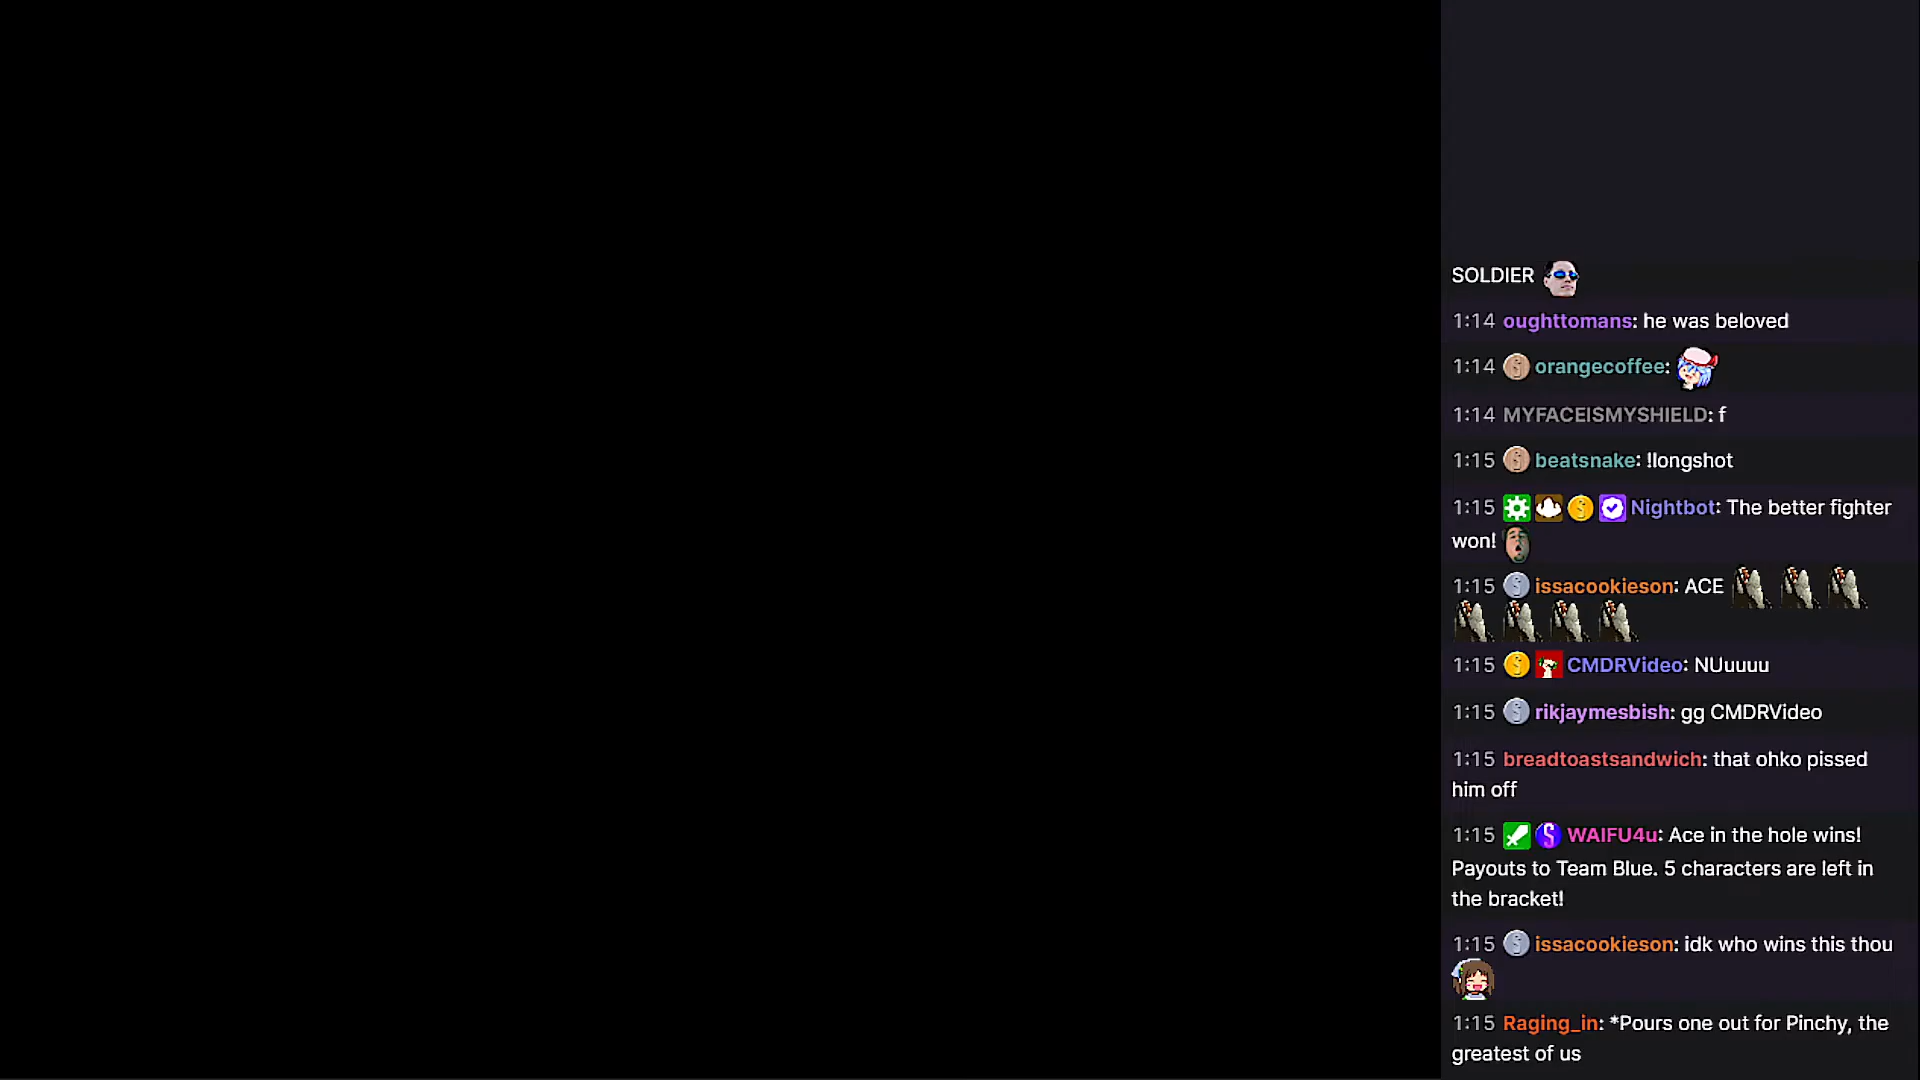 SOLDIER
1:14 oughttomans: he was beloved
1:14 orangecoffee:
1:14 MYFACEISMYSHIELD: f
1:15 beatsnake: !longshot
1:15 Nightbot: The better fighter
won!
1:15 issacookieson: ACE
1:15 CMDRVideo: NUuuuu
1:15 rikjaymesbish: gg CMDRVideo
1:15 breadtoastsandwich: that ohko pissed
him off
1:15 WAIFU4u: Ace in the hole wins!
Payouts to Team Blue. 5 characters are left in
the bracket!
1:15 issacookieson: idk who wins this thou
1:15 Raging_in: *Pours one out for Pinchy, the
greatest of us